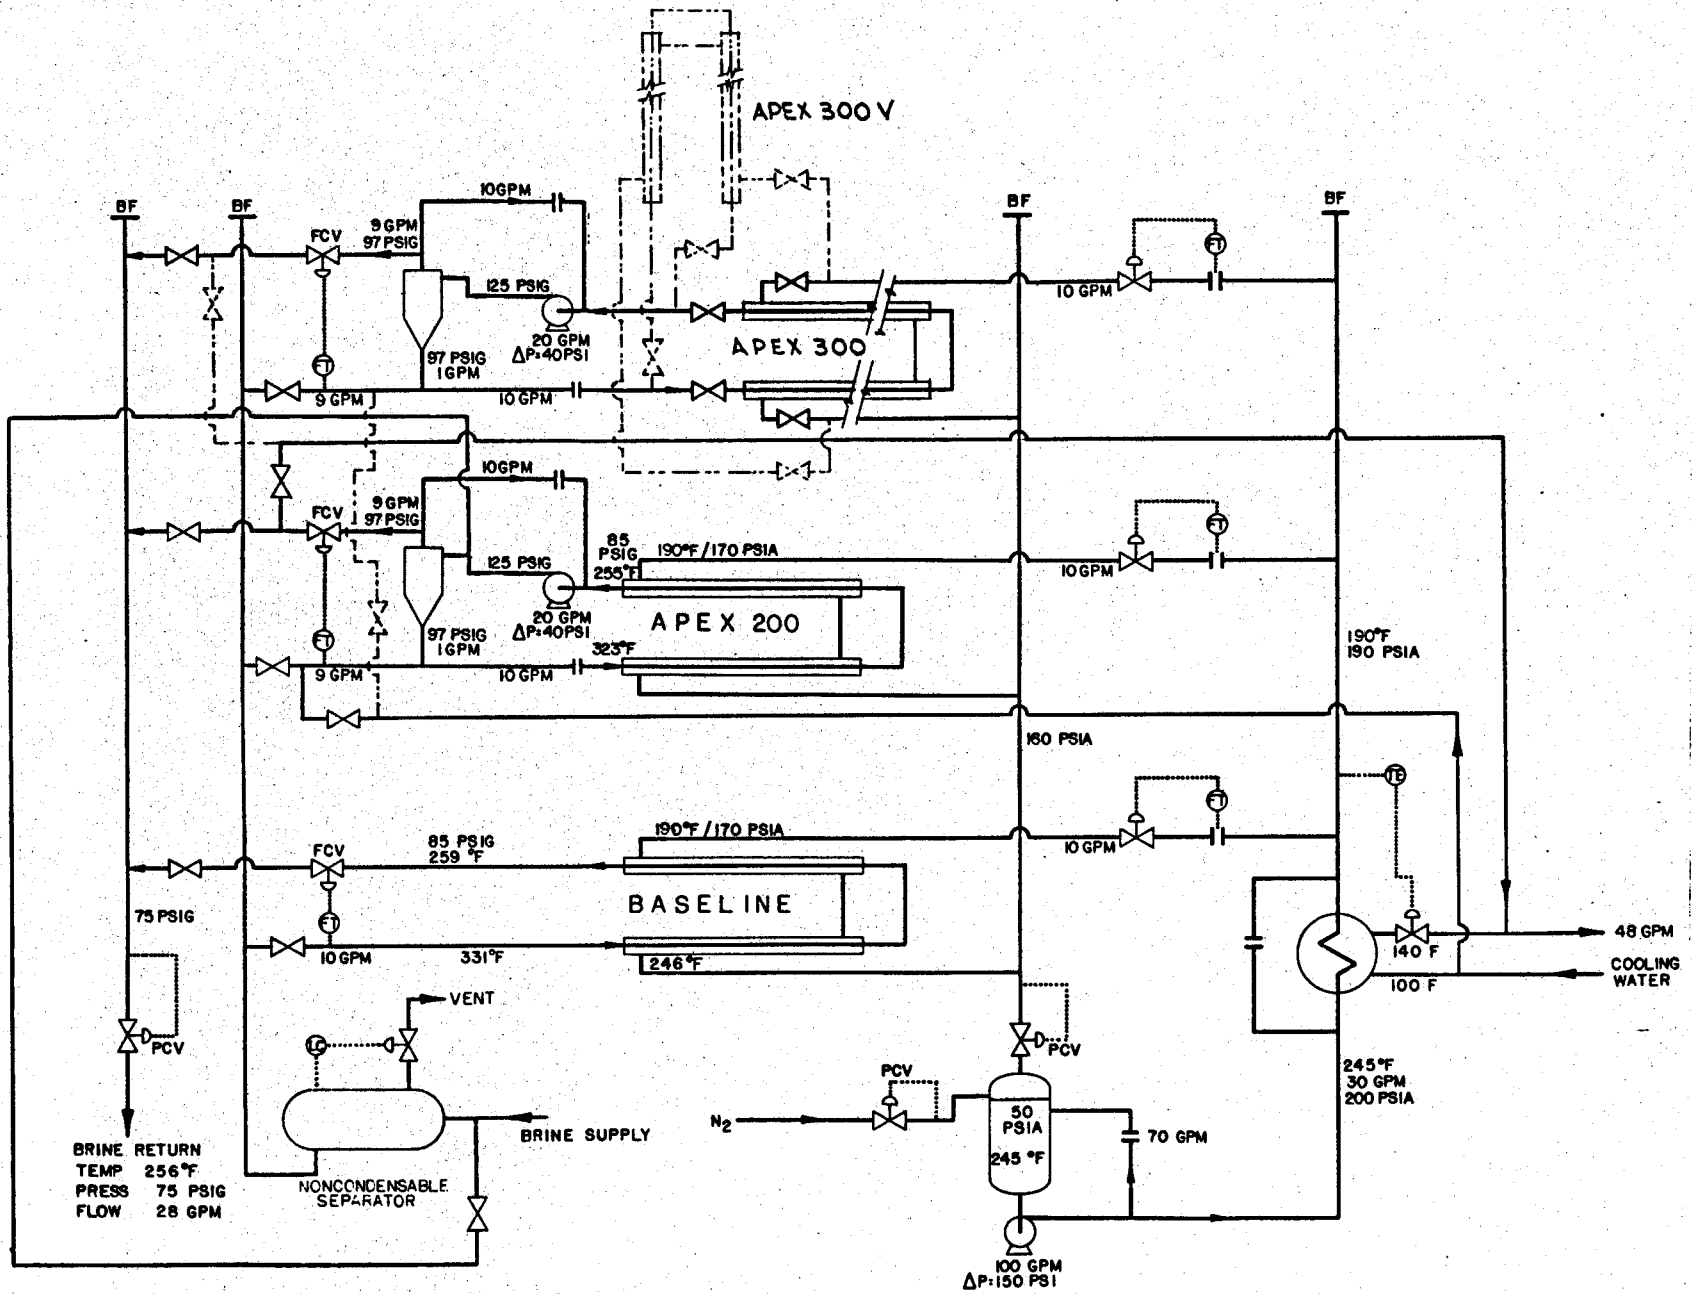 APEX 300 V
10GPM
BF
BF
BF
BF
9 GPM
97 PSIG
FCV
FT
125 PSIG
10 GPM
20 GPM
ΔP=40PSI
APEX 300
97 PSIG
1 GPM
FT
9 GPM
10 GPM
10GPM
9 GPM
97 PSIG
FCV
FT
85
PSIG
255°F
190°F/170 PSIA
125 PSIG
10 GPM
20 GPM
ΔP=40PSI
APEX 200
97 PSIG
1 GPM
FT
323°F
9 GPM
10 GPM
190°F
190 PSIA
160 PSIA
TC
FT
190°F/170 PSIA
85 PSIG
259 °F
FCV
10 GPM
BASELINE
75 PSIG
FT
10 GPM
331°F
246°F
48 GPM
140 F
COOLING
WATER
100 F
VENT
LC
PCV
PCV
PCV
245°F
30 GPM
200 PSIA
N2
50
PSIA
245 °F
70 GPM
BRINE SUPPLY
BRINE RETURN
TEMP 256°F
PRESS 75 PSIG
FLOW 28 GPM
NONCONDENSABLE
SEPARATOR
100 GPM
ΔP=150 PSI